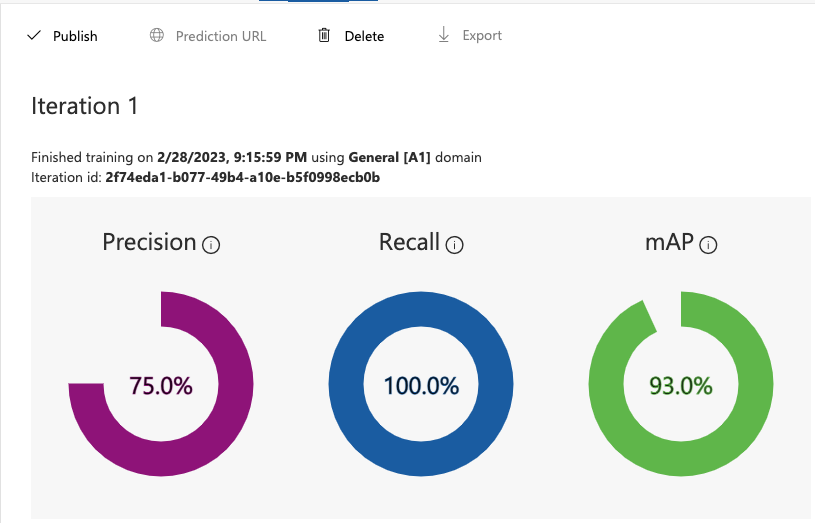 Publish Prediction URL Delete Export
Iteration 1
Finished training on 2/28/2023, 9:15:59 PM using General [A1] domain
Iteration id: 2f74eda1-b077-49b4-a10e-b5f0998ecb0b
Precision Recall mAP
75.0% 100.0% 93.0%